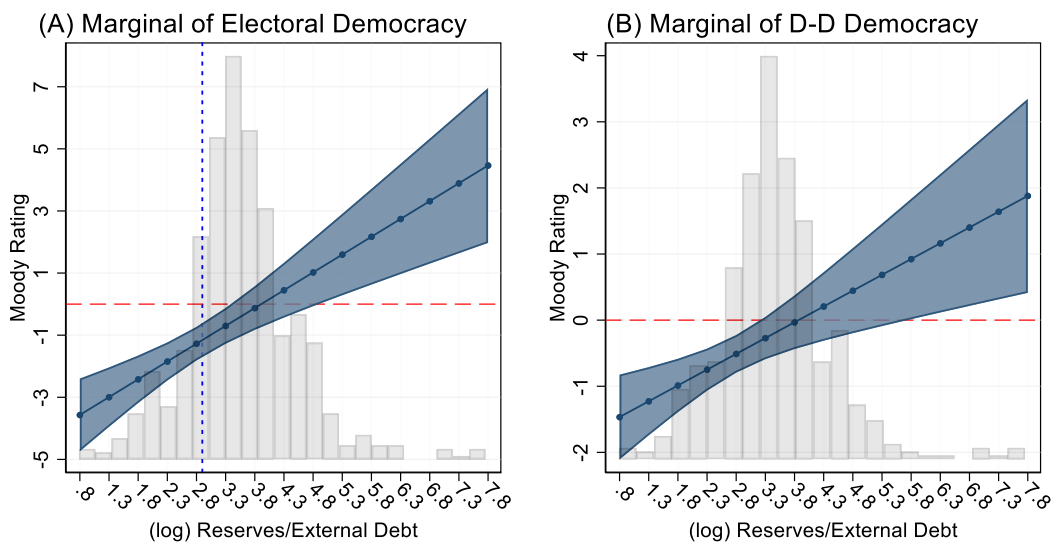 (A) Marginal of Electoral Democracy
Moody Rating
7
5
3
1
-1
-3
-5
.8 1.3 1.8 2.3 2.8 3.3 3.8 4.3 4.8 5.3 5.8 6.3 6.8 7.3 7.8
(log) Reserves/External Debt
(B) Marginal of D-D Democracy
Moody Rating
4
3
2
1
0
-1
-2
.8 1.3 1.8 2.3 2.8 3.3 3.8 4.3 4.8 5.3 5.8 6.3 6.8 7.3 7.8
(log) Reserves/External Debt